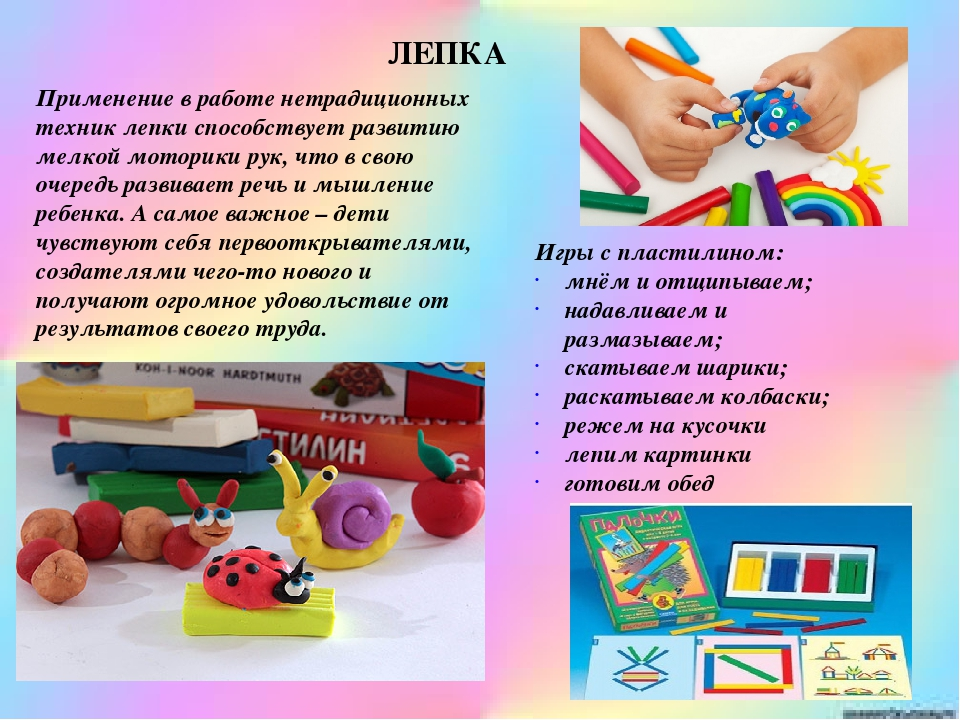 ЛЕПКА
Применение в работе нетрадиционных
техник лепки способствует развитию
мелкой моторики рук, что в свою
очередь развивает речь и мышление
ребенка. А самое важное – дети
чувствуют себя первооткрывателями,
создателями чего-то нового и
получают огромное удовольствие от
результатов своего труда.
Игры с пластилином:
· мнём и отщипываем;
· надавливаем и
размазываем;
· скатываем шарики;
· раскатываем колбаски;
· режем на кусочки
· лепим картинки
· готовим обед
KOH-I-NOOR HARDTMUTH
ПАЛОЧКИ